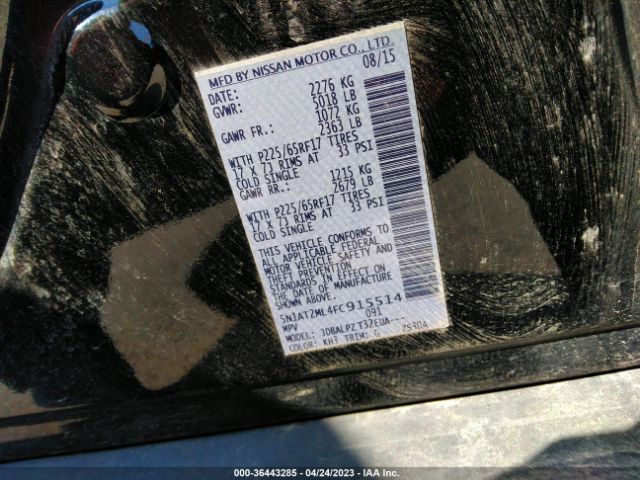 MFD BY NISSAN MOTOR CO., LTD.
DATE: 08/15
GVWR: 2276 KG
5018 LB
GAWR FR.: 1072 KG
2363 LB
WITH P225/65RF17 TIRES
17 X 7J RIMS AT 33 PSI
COLD SINGLE
GAWR RR.: 1215 KG
2679 LB
WITH P225/65RF17 TIRES
17 X 7J RIMS AT 33 PSI
COLD SINGLE
THIS VEHICLE CONFORMS TO
ALL APPLICABLE FEDERAL
MOTOR VEHICLE SAFETY AND
THEFT PREVENTION
STANDARDS IN EFFECT ON
THE DATE OF MANUFACTURE
SHOWN ABOVE.
5N1AT2ML4FC915514
MPV 091
MODEL:
COLOR: KH3 TRIM: G
000-36443285 - 04/24/2023 - IAA Inc.